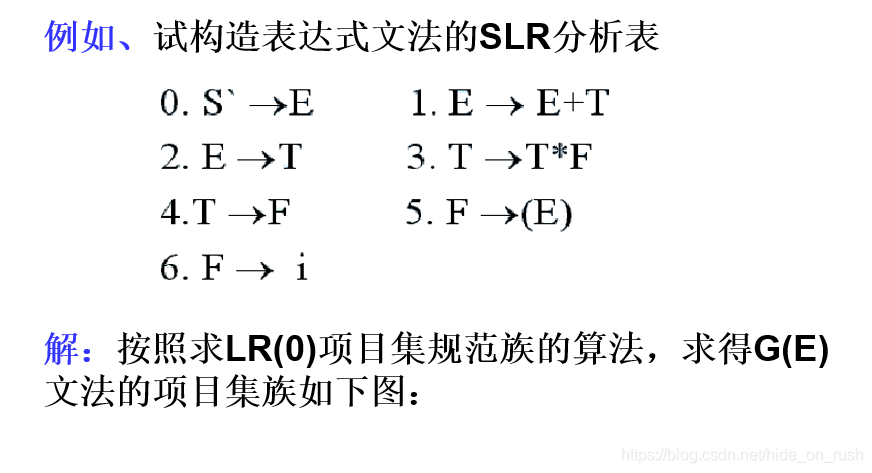 例如、试构造表达式文法的SLR分析表
0. S` →E 1. E → E+T
2. E →T 3. T →T*F
4.T →F 5. F →(E)
6. F → i
解：按照求LR(0)项目集规范族的算法，求得G(E)
文法的项目集族如下图：
https://blog.csdn.net/hide_on_rush